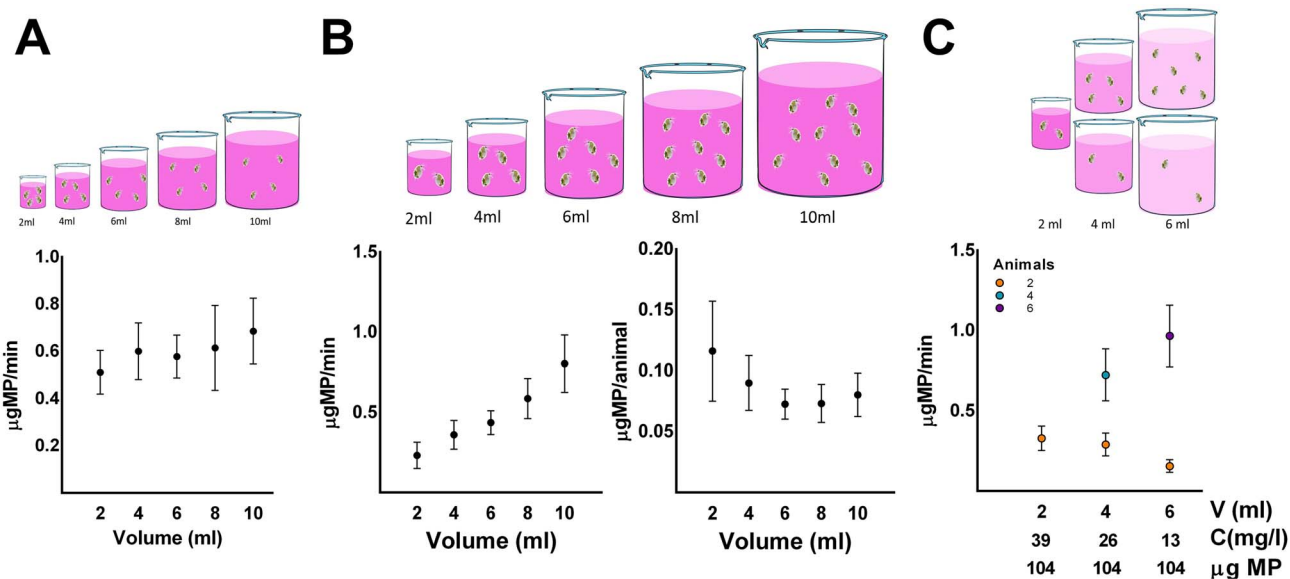 A
2ml 4ml 6ml 8ml 10ml
1.0
0.8
0.6
0.4
0.2
μgMP/min
2 4 6 8 10
Volume (ml)
B
2ml 4ml 6ml 8ml 10ml
1.5
1.0
0.5
μgMP/min
2 4 6 8 10
Volume (ml)
0.20
0.15
0.10
0.05
μgMP/animal
2 4 6 8 10
Volume (ml)
C
2 ml 4 ml 6 ml
1.5
1.0
0.5
μgMP/min
Animals
2
4
6
2 4 6 V (ml)
39 26 13 C(mg/l)
104 104 104 μg MP